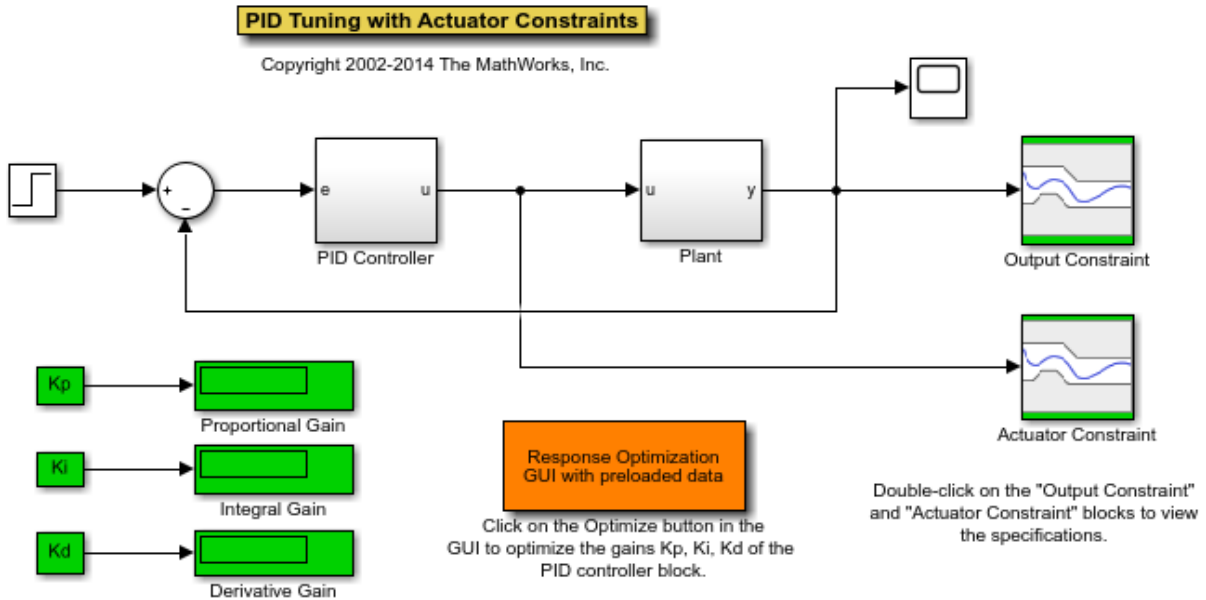 PID Tuning with Actuator Constraints
Copyright 2002-2014 The MathWorks, Inc.
+
-
e
u
PID Controller
u
y
Plant
Output Constraint
Kp
Proportional Gain
Ki
Integral Gain
Kd
Derivative Gain
Response Optimization
GUI with preloaded data
Click on the Optimize button in the
GUI to optimize the gains Kp, Ki, Kd of the
PID controller block.
Actuator Constraint
Double-click on the "Output Constraint"
and "Actuator Constraint" blocks to view
the specifications.